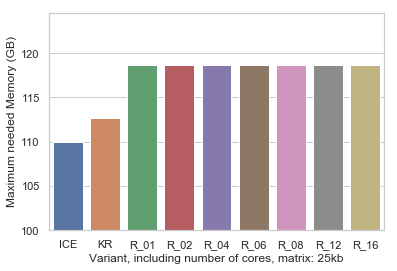 Maximum needed Memory (GB)
120
115
110
105
100
ICE KR R_01 R_02 R_04 R_06 R_08 R_12 R_16
Variant, including number of cores, matrix: 25kb